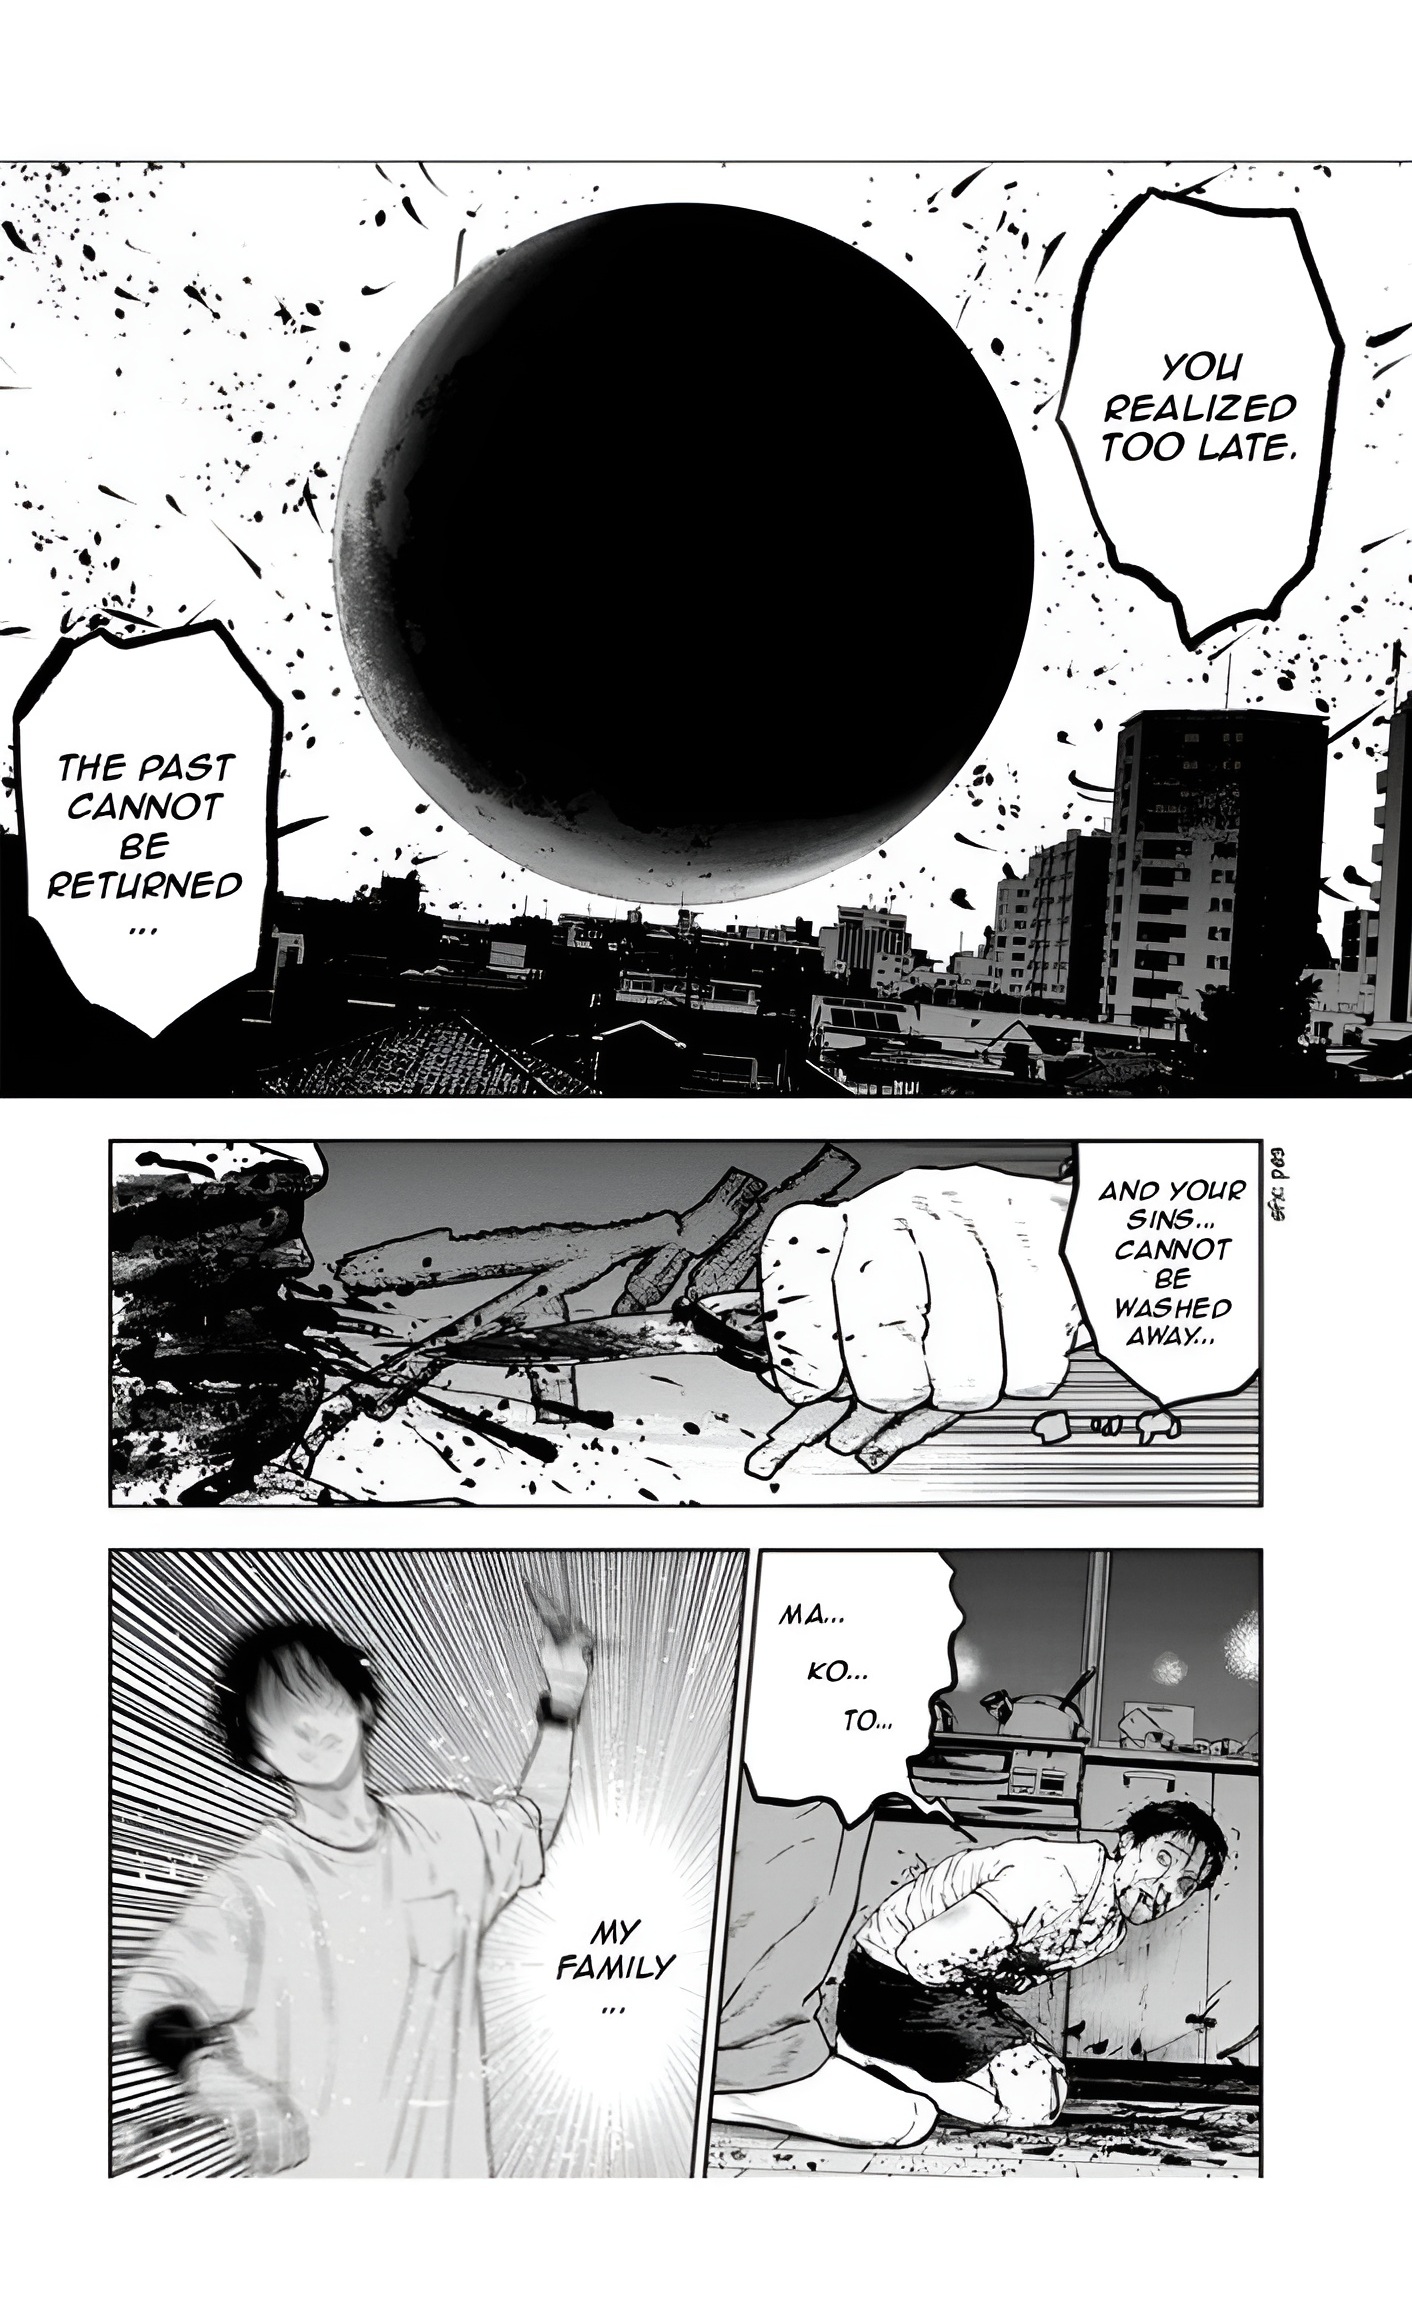 YOU
REALIZED
TOO LATE.
THE PAST
CANNOT
BE
RETURNED
...
AND YOUR
SINS...
CANNOT
BE
WASHED
AWAY...
MA...
KO...
TO...
MY
FAMILY
...